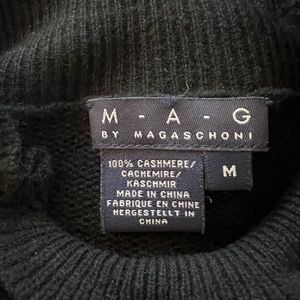 M - A - G
BY MAGASCHONI
100% CASHMERE/
CACHEMIRE/
KASCHMIR
MADE IN CHINA
FABRIQUE EN CHINE
HERGESTELLT IN
CHINA
M